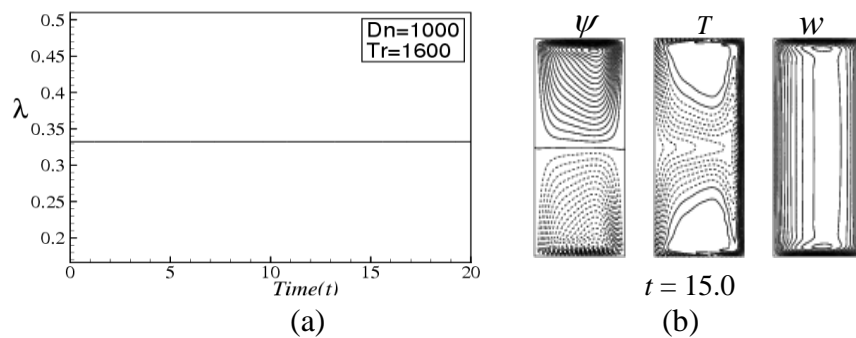 0.5
0.45
0.4
0.35
0.3
0.25
0.2
λ
Dn=1000
Tr=1600
0
5
10
15
20
Time(t)
(a)
ψ
T
w
t = 15.0
(b)